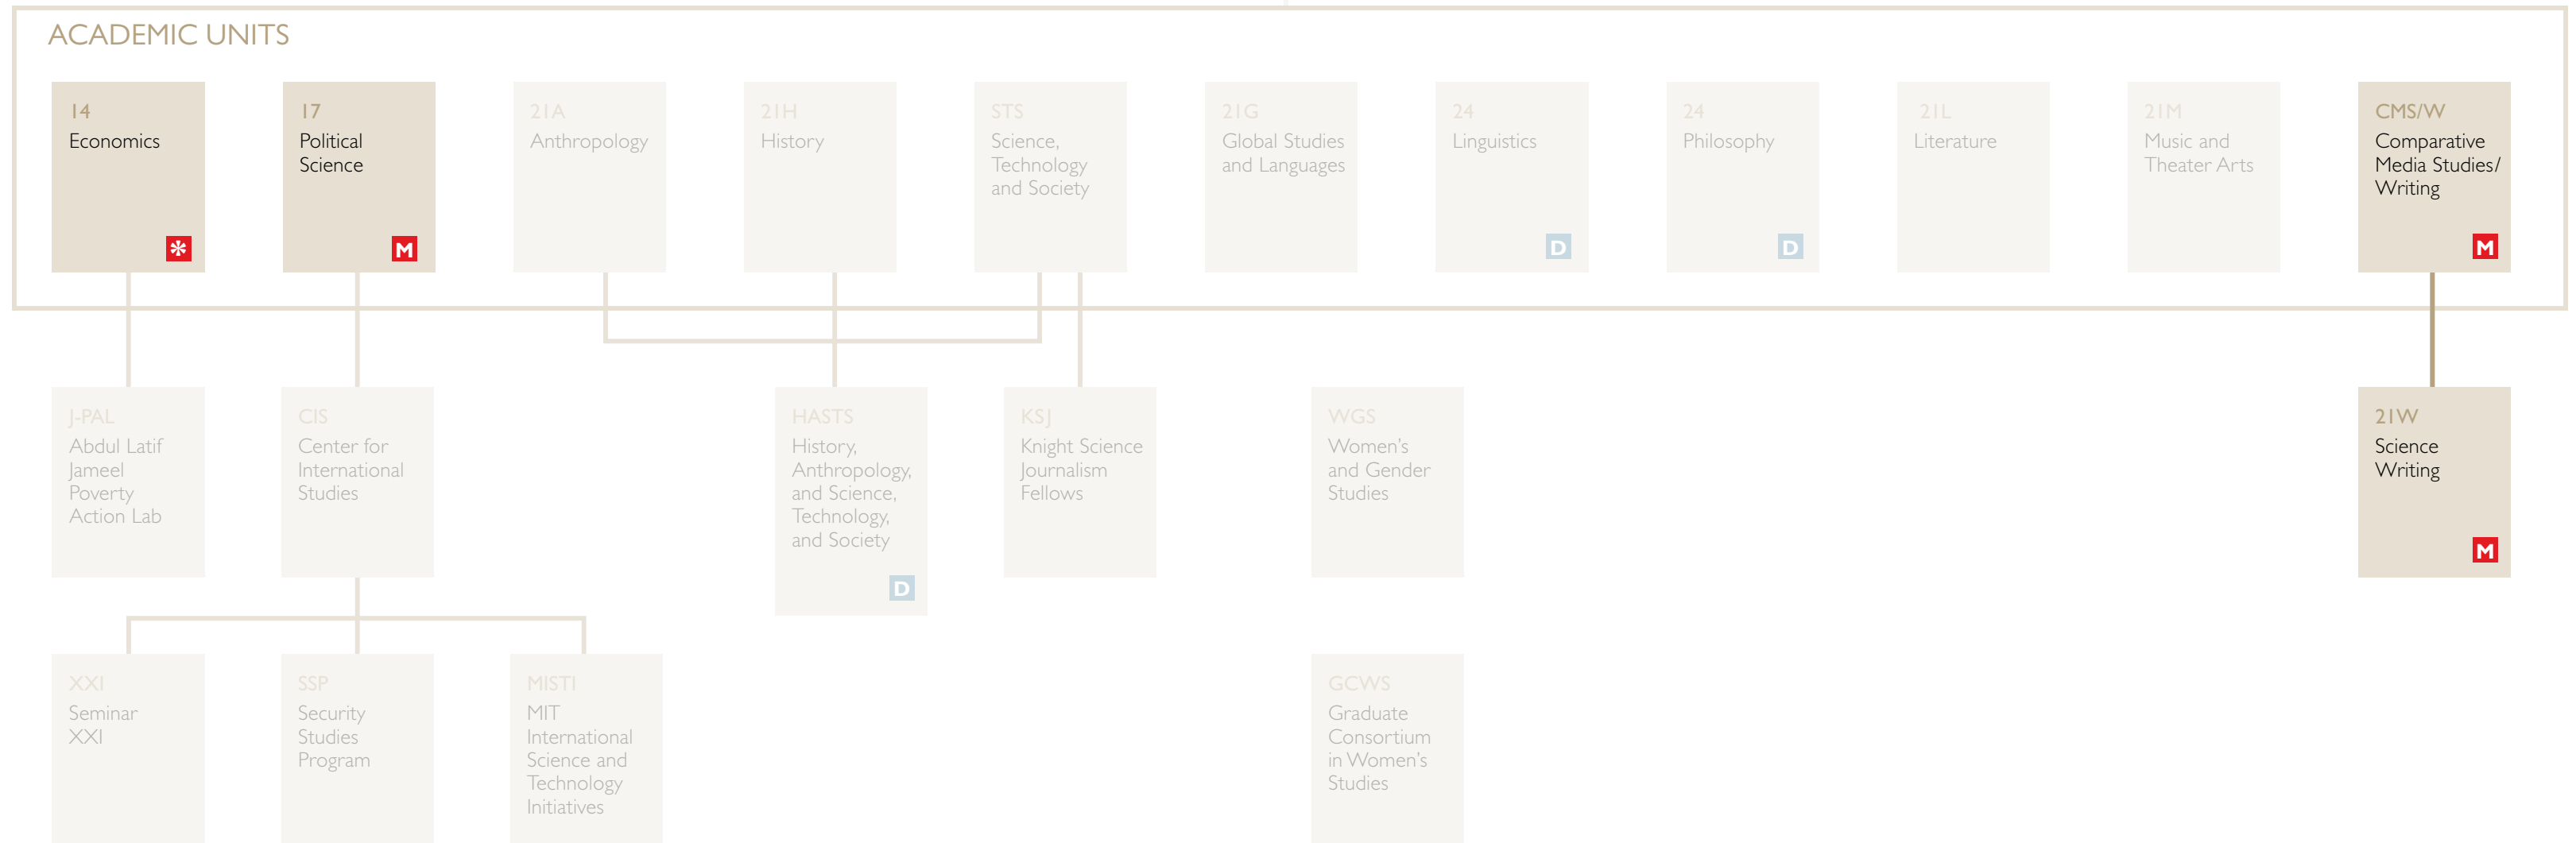 ACADEMIC UNITS
14
Economics
*
17
Political
Science
M
21A
Anthropology
21H
History
STS
Science,
Technology
and Society
21G
Global Studies
and Languages
24
Linguistics
D
24
Philosophy
D
21L
Literature
21M
Music and
Theater Arts
CMS/W
Comparative
Media Studies/
Writing
M
J-PAL
Abdul Latif
Jameel
Poverty
Action Lab
CIS
Center for
International
Studies
HASTS
History,
Anthropology,
and Science,
Technology,
and Society
D
KSJ
Knight Science
Journalism
Fellows
WGS
Women's
and Gender
Studies
21W
Science
Writing
M
XXI
Seminar
XXI
SSP
Security
Studies
Program
MISTI
MIT
International
Science and
Technology
Initiatives
GCWS
Graduate
Consortium
in Women's
Studies